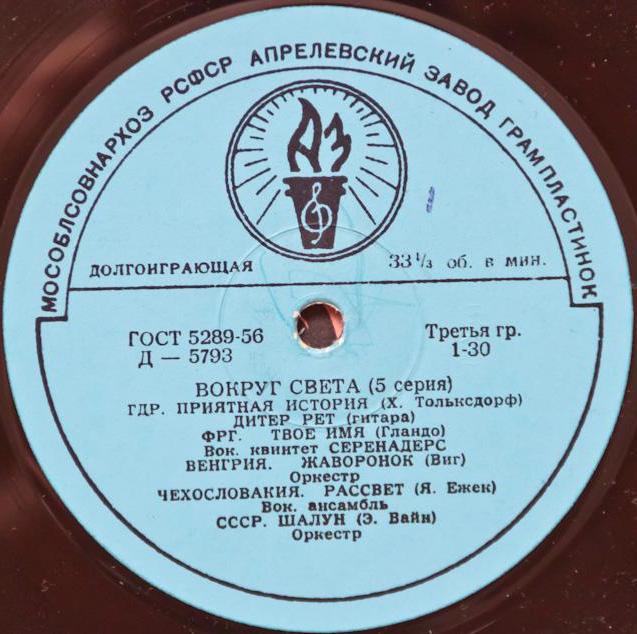 МОСОБЛСОВНАРХОЗ РСФСР АПРЕЛЕВСКИЙ ЗАВОД ГРАМПЛАСТИНОК
АЗ
ДОЛГОИГРАЮЩАЯ 33⅓ об. в мин.
ГОСТ 5289-56 Третья гр.
Д — 5793 1-30
ВОКРУГ СВЕТА (5 серия)
ГДР. ПРИЯТНАЯ ИСТОРИЯ (Х. Тольксдорф)
ДИТЕР РЕТ (гитара)
ФРГ. ТВОЕ ИМЯ (Гландо)
Вок. квинтет СЕРЕНАДЕРС
ВЕНГРИЯ. ЖАВОРОНОК (Виг)
Оркестр
ЧЕХОСЛОВАКИЯ. РАССВЕТ (Я. Ежек)
Вок. ансамбль
СССР. ШАЛУН (Э. Вайн)
Оркестр